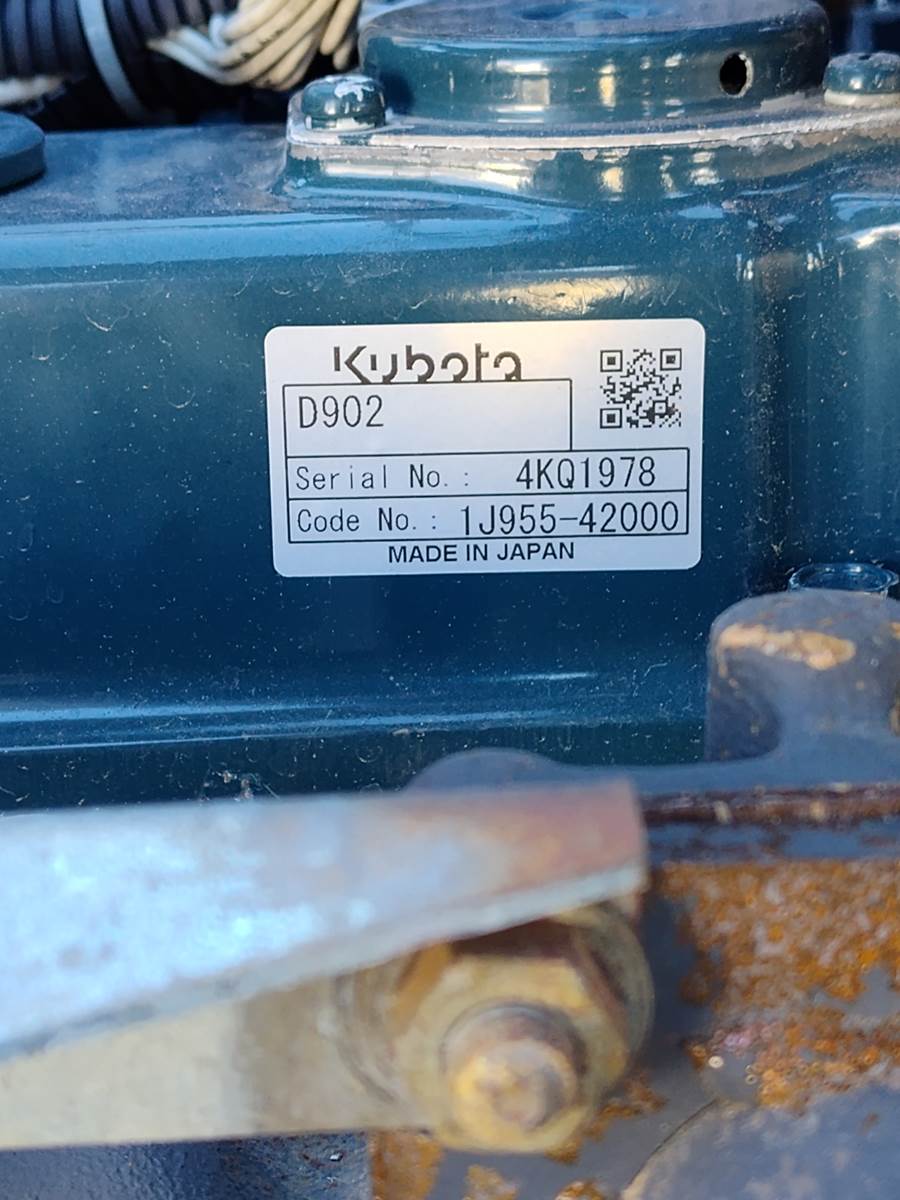 Kubota
D902
Serial No.: 4KQ1978
Code No.: 1J955-42000
MADE IN JAPAN